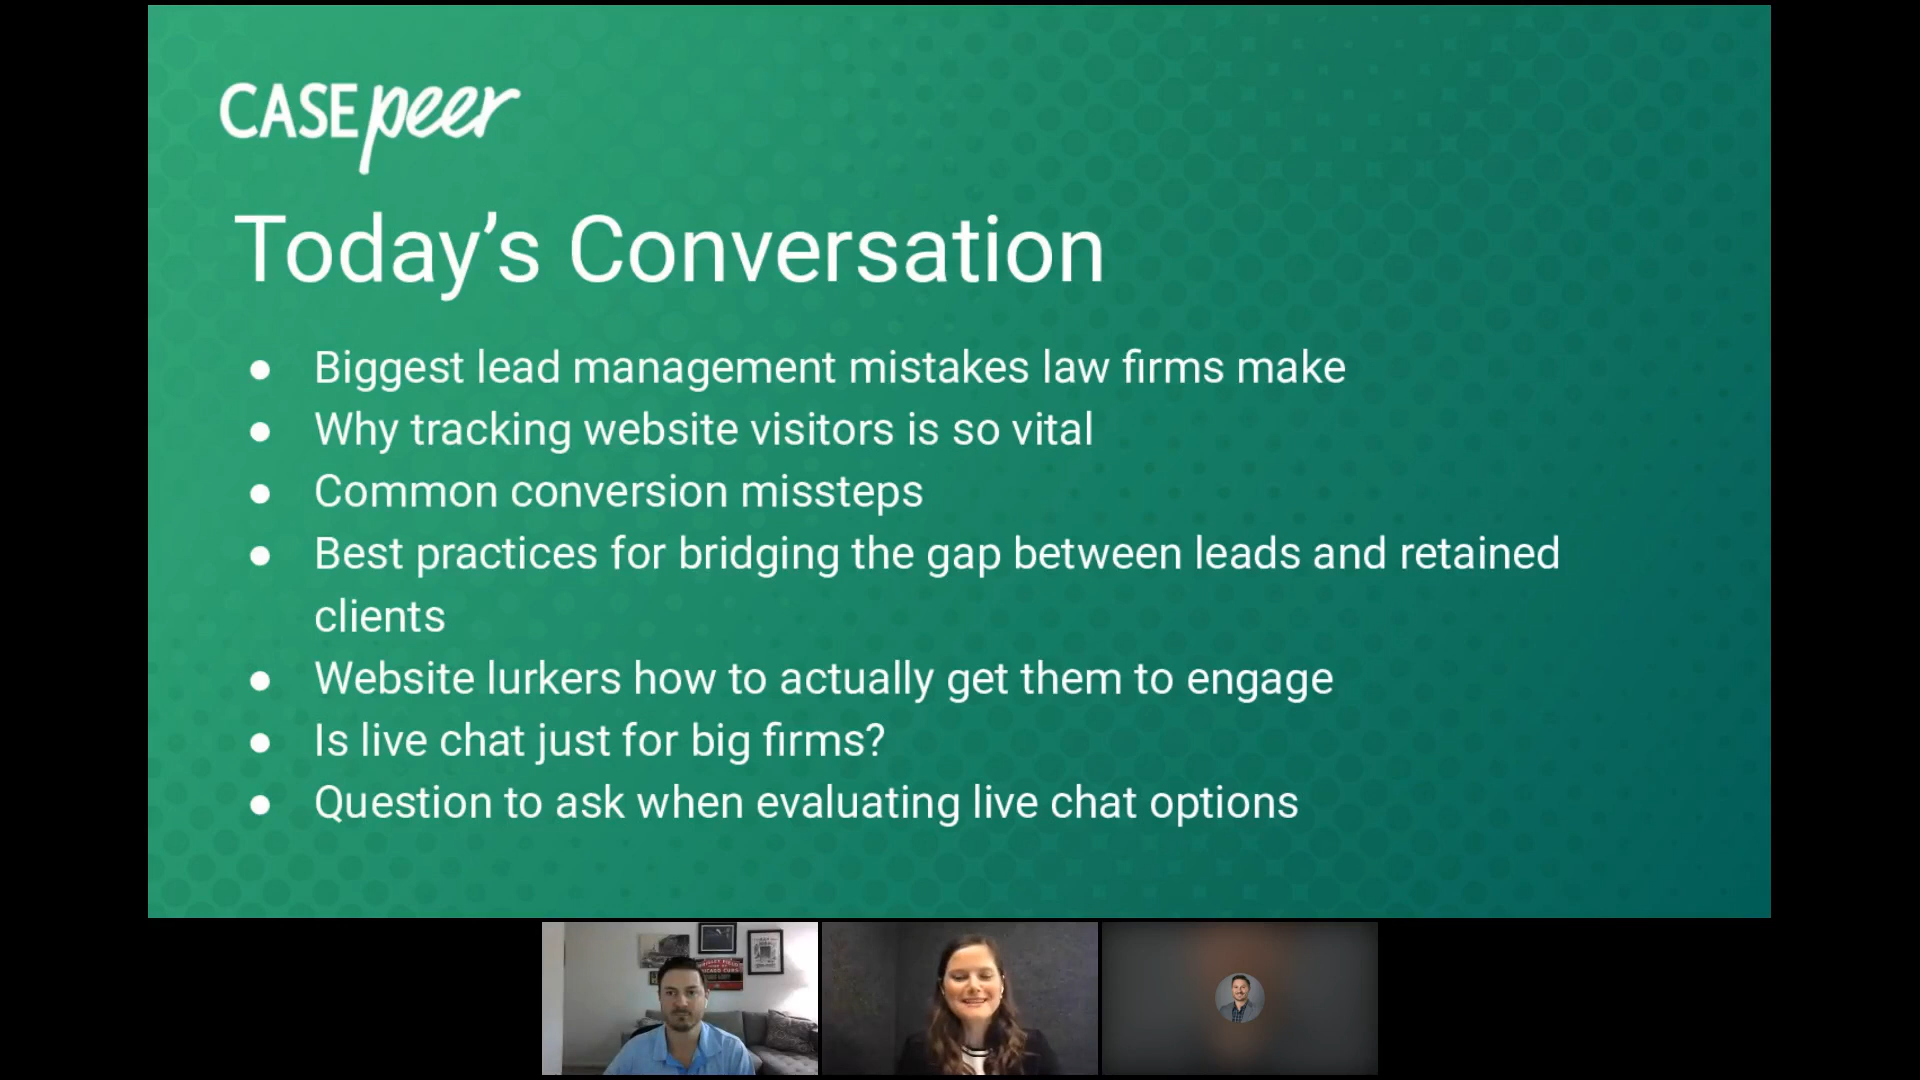 CASEpeer
Today’s Conversation
● Biggest lead management mistakes law firms make
● Why tracking website visitors is so vital
● Common conversion missteps
● Best practices for bridging the gap between leads and retained
clients
● Website lurkers how to actually get them to engage
● Is live chat just for big firms?
● Question to ask when evaluating live chat options